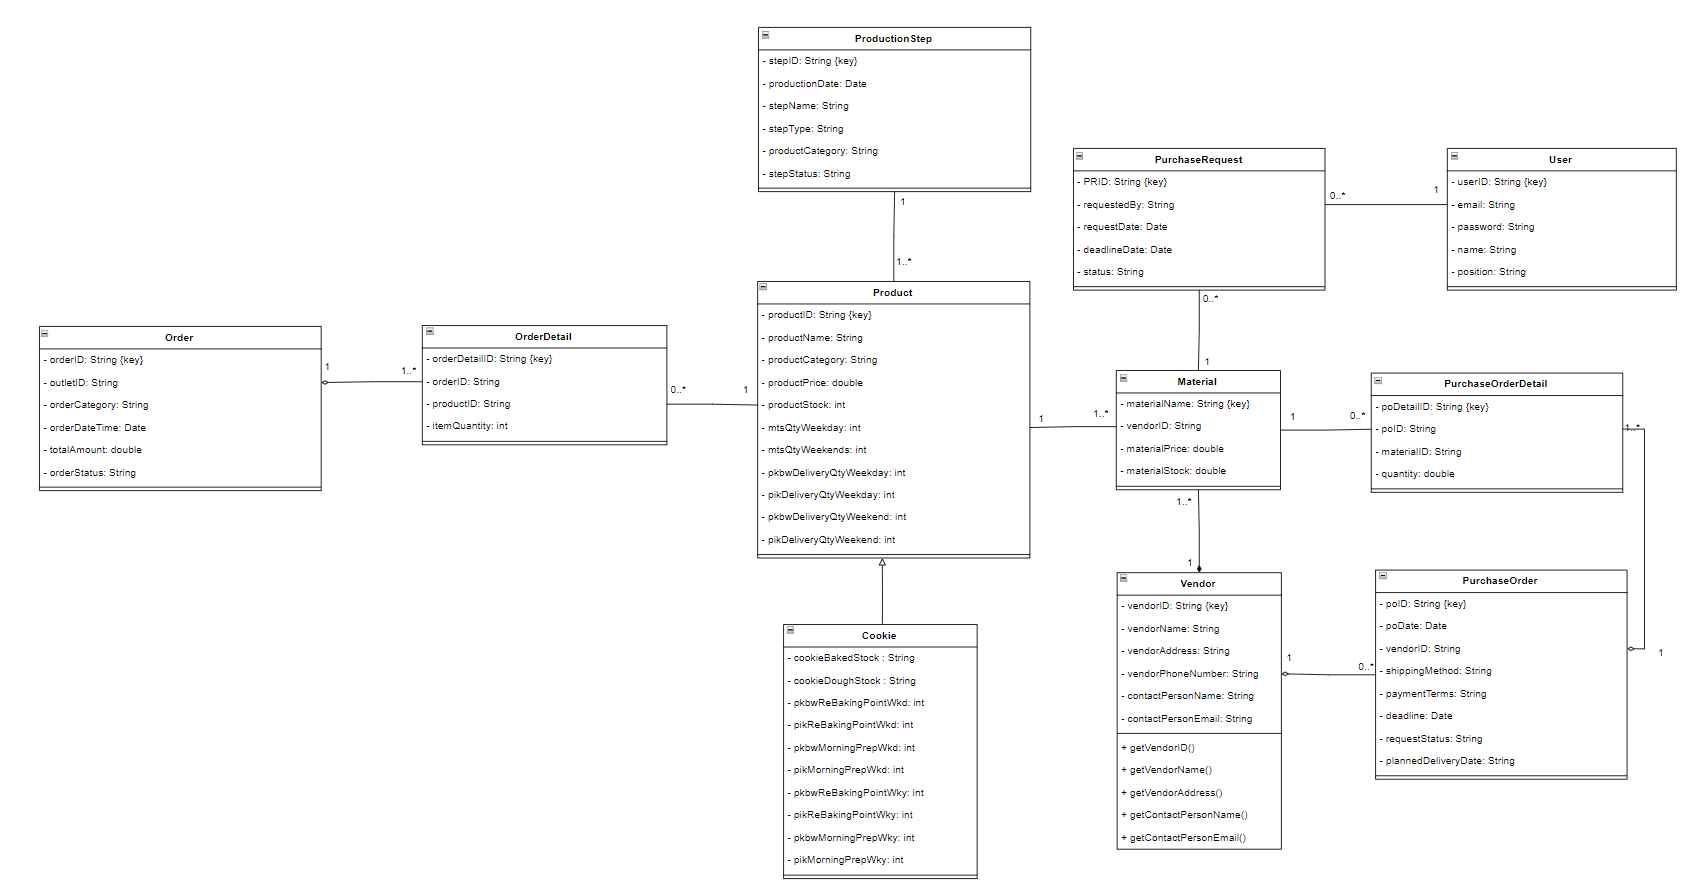 ProductionStep
- stepID: String {key}
- productionDate: Date
- stepName: String
- stepType: String
- productCategory: String
- stepStatus: String
1
1..*
PurchaseRequest
- PRID: String {key}
- requestedBy: String
- requestDate: Date
- deadlineDate: Date
- status: String
0..*
1
User
- userID: String {key}
- email: String
- password: String
- name: String
- position: String
0..*
1
Order
- orderID: String {key}
- outletID: String
- orderCategory: String
- orderDateTime: Date
- totalAmount: double
- orderStatus: String
1
1..*
OrderDetail
- orderDetailID: String {key}
- orderID: String
- productID: String
- itemQuantity: int
0..*
1
Product
- productID: String {key}
- productName: String
- productCategory: String
- productPrice: double
- productStock: int
- mtsQtyWeekday: int
- mtsQtyWeekends: int
- pkbwDeliveryQtyWeekday: int
- pikDeliveryQtyWeekday: int
- pkbwDeliveryQtyWeekend: int
- pikDeliveryQtyWeekend: int
1
1..*
Material
- materialName: String {key}
- vendorID: String
- materialPrice: double
- materialStock: double
1
0..*
PurchaseOrderDetail
- poDetailID: String {key}
- poID: String
- materialID: String
- quantity: double
1..*
1..*
1
Cookie
- cookieBakedStock : String
- cookieDoughStock : String
- pkbwReBakingPointWkd: int
- pikReBakingPointWkd: int
- pkbwMorningPrepWkd: int
- pikMorningPrepWkd: int
- pkbwReBakingPointWky: int
- pikReBakingPointWky: int
- pkbwMorningPrepWky: int
- pikMorningPrepWky: int
Vendor
- vendorID: String {key}
- vendorName: String
- vendorAddress: String
- vendorPhoneNumber: String
- contactPersonName: String
- contactPersonEmail: String
+ getVendorID()
+ getVendorName()
+ getVendorAddress()
+ getContactPersonName()
+ getContactPersonEmail()
1
0..*
PurchaseOrder
- poID: String {key}
- poDate: Date
- vendorID: String
- shippingMethod: String
- paymentTerms: String
- deadline: Date
- requestStatus: String
- plannedDeliveryDate: String
1